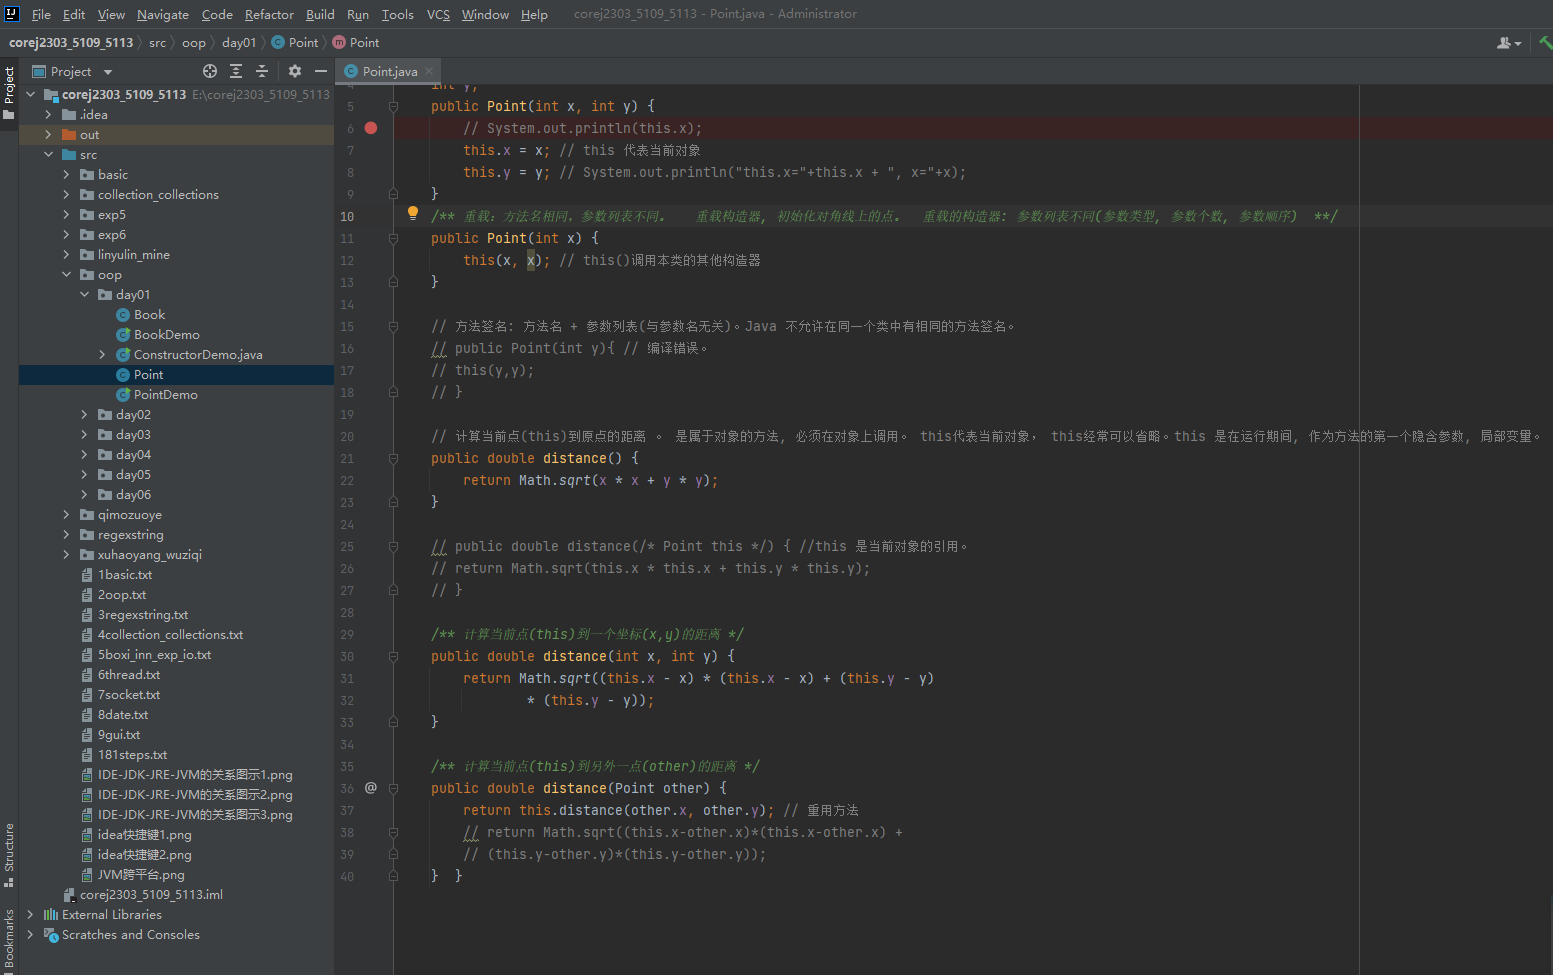 File Edit View Navigate Code Refactor Build Run Tools VCS Window Help corej2303_5109_5113 - Point.java - Administrator
corej2303_5109_5113 src oop day01 Point Point
Project
Point.java
Project
corej2303_5109_5113 E:\corej2303_5109_5113
.idea
out
src
basic
collection_collections
exp5
exp6
linyulin_mine
oop
day01
Book
BookDemo
ConstructorDemo.java
Point
PointDemo
day02
day03
day04
day05
day06
qimozuoye
regexstring
xuhaoyang_wuziqi
1basic.txt
2oop.txt
3regexstring.txt
4collection_collections.txt
5boxi_inn_exp_io.txt
6thread.txt
7socket.txt
8date.txt
9gui.txt
181steps.txt
IDE-JDK-JRE-JVM的关系图示1.png
IDE-JDK-JRE-JVM的关系图示2.png
IDE-JDK-JRE-JVM的关系图示3.png
idea快捷键1.png
idea快捷键2.png
JVM跨平台.png
corej2303_5109_5113.iml
External Libraries
Scratches and Consoles
Structure
Bookmarks
4 int y;
5 public Point(int x, int y) {
6 // System.out.println(this.x);
7 this.x = x; // this 代表当前对象
8 this.y = y; // System.out.println("this.x="+this.x + ", x="+x);
9 }
10 /** 重载：方法名相同．参数列表不同． 重载构造器, 初始化对角线上的点． 重载的构造器: 参数列表不同(参数类型, 参数个数, 参数顺序) **/
11 public Point(int x) {
12 this(x, x); // this()调用本类的其他构造器
13 }
14
15 // 方法签名: 方法名 + 参数列表(与参数名无关)。Java 不允许在同一个类中有相同的方法签名。
16 // public Point(int y){ // 编译错误。
17 // this(y,y);
18 // }
19
20 // 计算当前点(this)到原点的距离 。 是属于对象的方法, 必须在对象上调用。 this代表当前对象， this经常可以省略。this 是在运行期间, 作为方法的第一个隐含参数, 局部变量。
21 public double distance() {
22 return Math.sqrt(x * x + y * y);
23 }
24
25 // public double distance(/* Point this */) { //this 是当前对象的引用。
26 // return Math.sqrt(this.x * this.x + this.y * this.y);
27 // }
28
29 /** 计算当前点(this)到一个坐标(x,y)的距离 */
30 public double distance(int x, int y) {
31 return Math.sqrt((this.x - x) * (this.x - x) + (this.y - y)
32 * (this.y - y));
33 }
34
35 /** 计算当前点(this)到另外一点(other)的距离 */
36 @ public double distance(Point other) {
37 return this.distance(other.x, other.y); // 重用方法
38 // return Math.sqrt((this.x-other.x)*(this.x-other.x) +
39 // (this.y-other.y)*(this.y-other.y));
40 } }